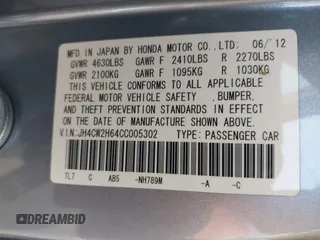 MFD. IN JAPAN BY HONDA MOTOR CO., LTD: 06/'12
GVWR 4630LBS GAWR F 2410LBS R 2270LBS
GVWR 2100KG GAWR F 1095KG R 1030KG
THIS VEHICLE CONFORMS TO ALL APPLICABLE
FEDERAL MOTOR VEHICLE SAFETY ,BUMPER,
AND THEFT PREVENTION STANDARDS IN EFFECT
ON THE DATE OF MANUFACTURE SHOWN ABOVE.
V.I.N:JH4CW2H64CC005302 TYPE: PASSENGER CAR
TL7 C AB5 -NH789M -A -C
DREAMBID